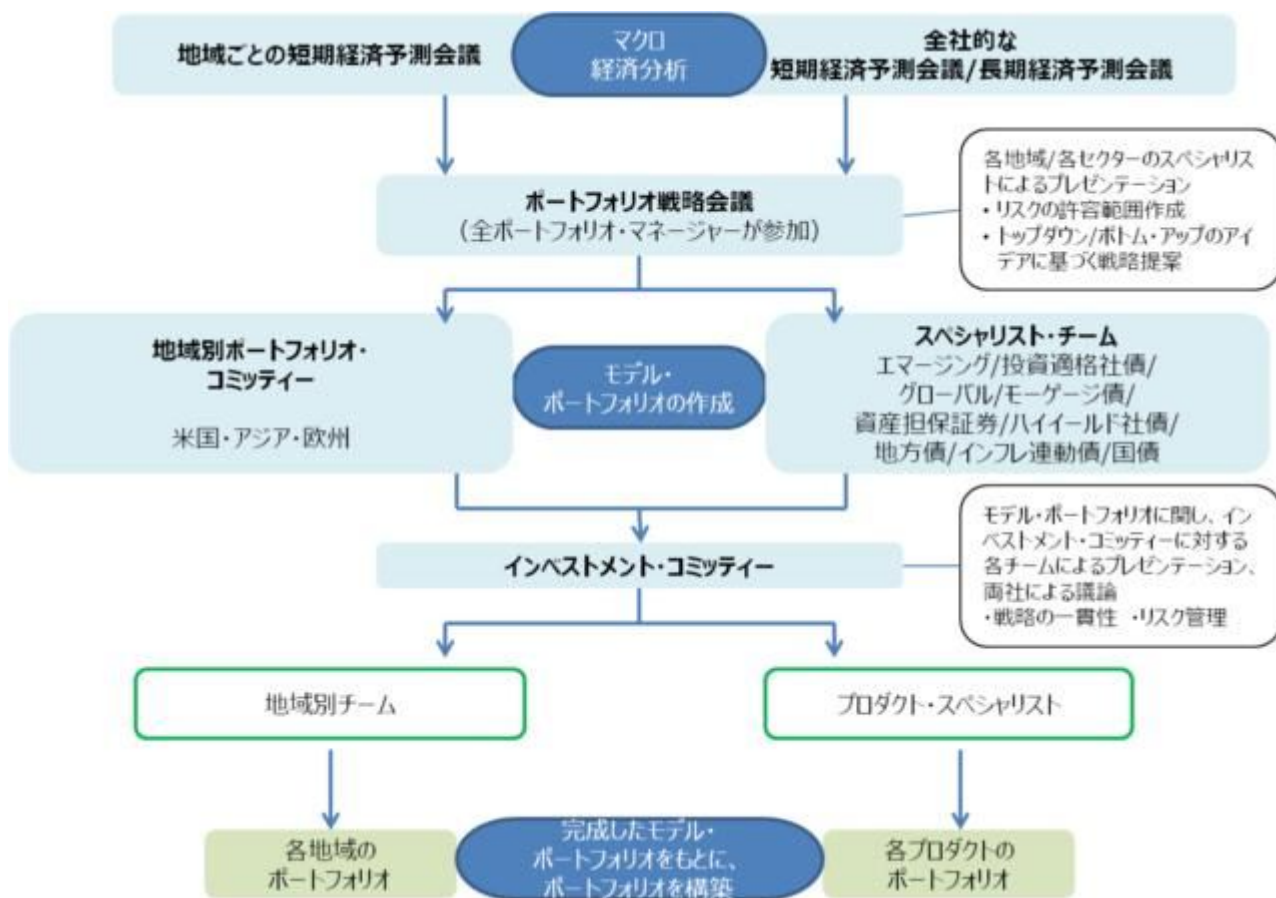 地域ごとの短期経済予測会議
マクロ
経済分析
全社的な
短期経済予測会議/長期経済予測会議
各地域/各セクターのスペシャリス
トによるプレゼンテーション
・リスクの許容範囲作成
・トップダウン/ボトム・アップのアイ
デアに基づく戦略提案
ポートフォリオ戦略会議
(全ポートフォリオ・マネージャーが参加)
地域別ポートフォリオ・
コミッティー
米国・アジア・欧州
モデル・
ポートフォリオの作成
スペシャリスト・チーム
エマージング/投資適格社債/
グローバル/モーゲージ債/
資産担保証券/ハイイールド社債/
地方債/インフレ連動債/国債
モデル・ポートフォリオに関し、イン
ベストメント・コミッティーに対する
各チームによるプレゼンテーション、
両社による議論
・戦略の一貫性 ・リスク管理
インベストメント・コミッティー
地域別チーム
プロダクト・スペシャリスト
各地域の
ポートフォリオ
完成したモデル・
ポートフォリオをもとに、
ポートフォリオを構築
各プロダクトの
ポートフォリオ